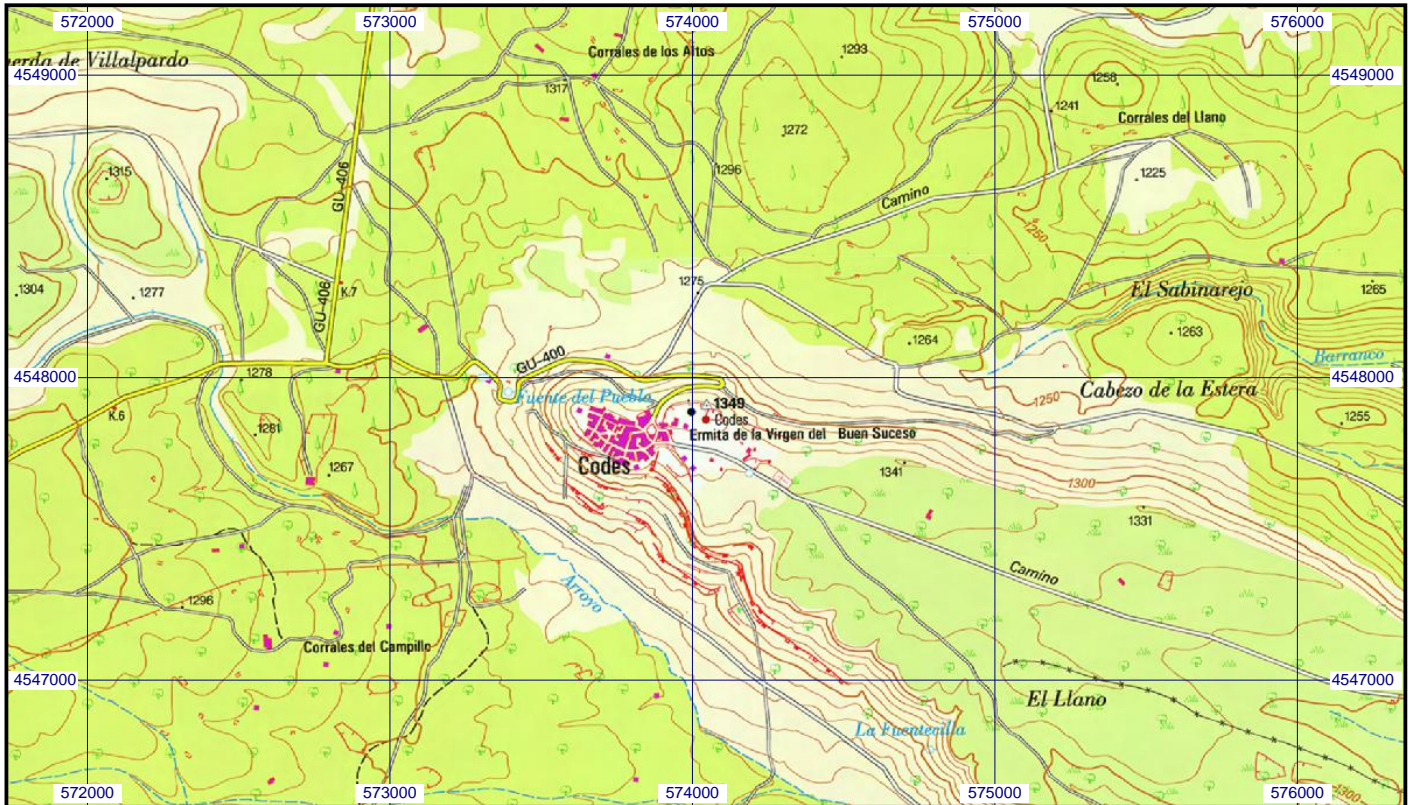 572000
573000
574000
575000
576000
de Villalpardo
Corrales de los Altos
1293
4549000
4549000
1317
1258
1241
Corrales del Llano
1272
1315
1296
1225
GU-406
Camino
1250
1275
1304
1277
K.7
GU-406
El Sabinarejo
1265
1263
1264
GU-400
Barranco
4548000
4548000
1278
Fuente del Pueblo
Cabezo de la Estera
K.6
1349
1250
Codes
1255
1281
Ermita de la Virgen del Buen Suceso
Codes
1267
1341
1300
1331
Camino
Arroyo
1296
Corrales del Campillo
4547000
4547000
El Llano
La Fuentecilla
1300
572000
573000
574000
575000
576000